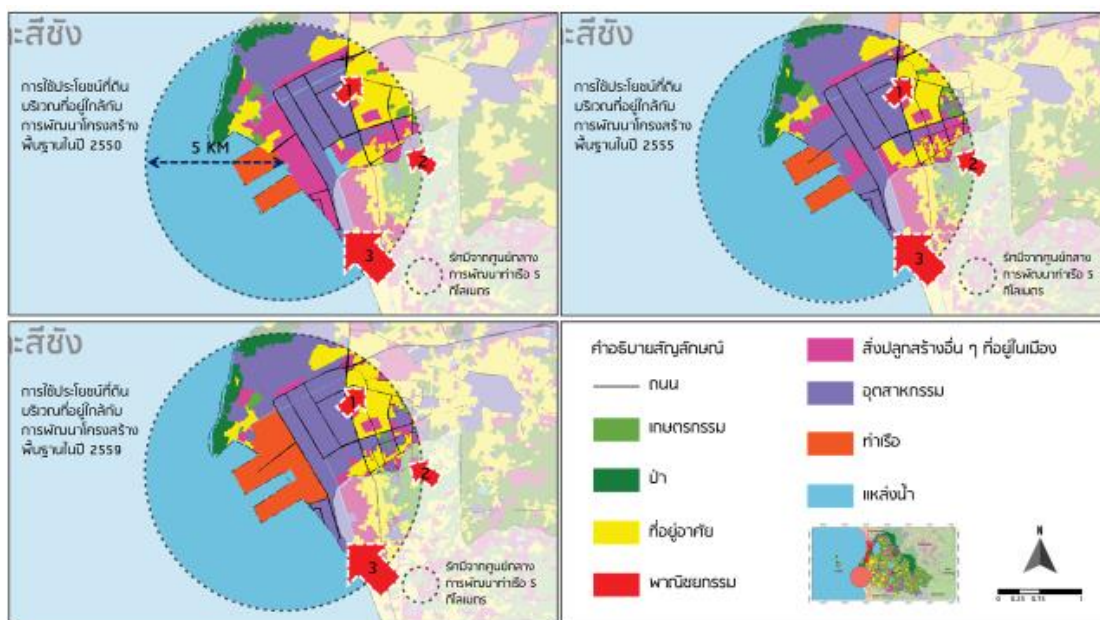 ะสีชัง
การใช้ประโยชน์ที่ดิน
บริเวณที่อยู่ใกล้กับ
การพัฒนาโครงสร้าง
พื้นฐานในปี 2550
5 KM
1
2
3
รัศมีจากศูนย์กลาง
การพัฒนาท่าเรือ 5
กิโลเมตร
ะสีชัง
การใช้ประโยชน์ที่ดิน
บริเวณที่อยู่ใกล้กับ
การพัฒนาโครงสร้าง
พื้นฐานในปี 2555
1
2
3
รัศมีจากศูนย์กลาง
การพัฒนาท่าเรือ 5
กิโลเมตร
ะสีชัง
การใช้ประโยชน์ที่ดิน
บริเวณที่อยู่ใกล้กับ
การพัฒนาโครงสร้าง
พื้นฐานในปี 2559
1
2
3
รัศมีจากศูนย์กลาง
การพัฒนาท่าเรือ 5
กิโลเมตร
คำอธิบายสัญลักษณ์
ถนน
เกษตรกรรม
ป่า
ที่อยู่อาศัย
พาณิชยกรรม
สิ่งปลูกสร้างอื่น ๆ ที่อยู่ในเมือง
อุตสาหกรรม
ท่าเรือ
แหล่งน้ำ
N
0 0.25 0.75 1